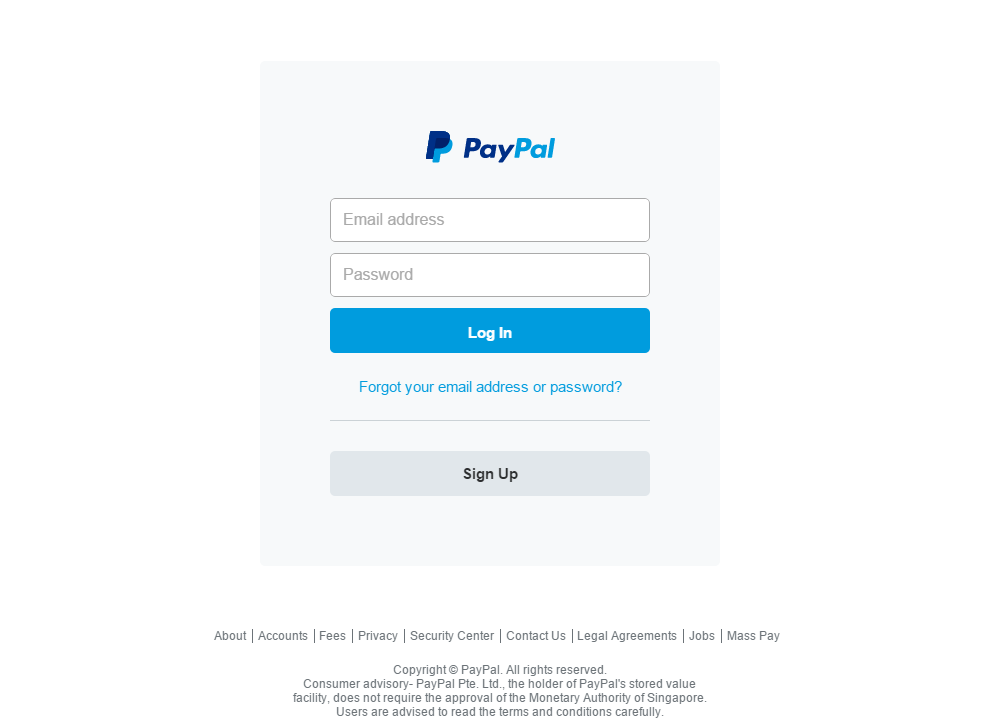 PayPal
Email address
Password
Log In
Forgot your email address or password?
Sign Up
About Accounts Fees Privacy Security Center Contact Us Legal Agreements Jobs Mass Pay
Copyright © PayPal. All rights reserved.
Consumer advisory- PayPal Pte. Ltd., the holder of PayPal's stored value
facility, does not require the approval of the Monetary Authority of Singapore.
Users are advised to read the terms and conditions carefully.